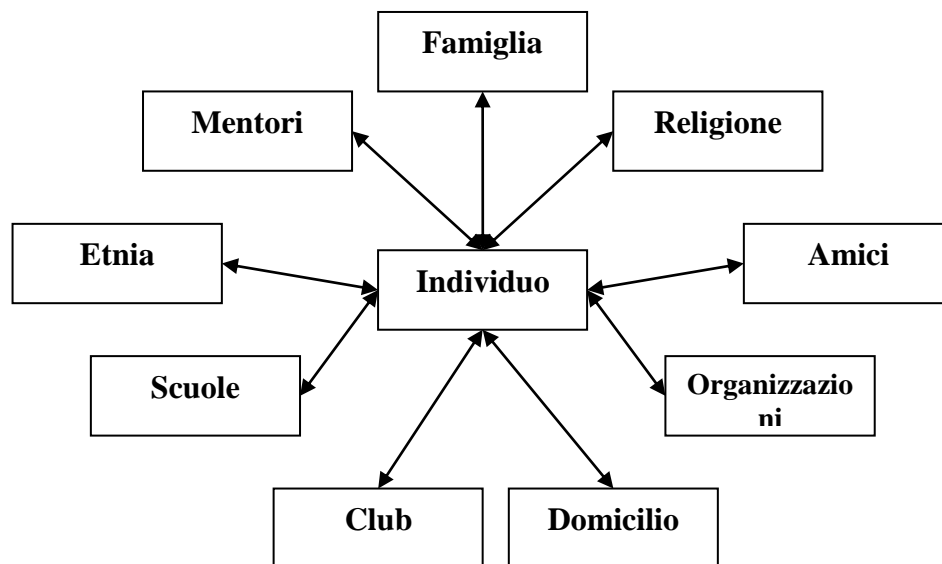 Famiglia
Mentori
Religione
Etnia
Individuo
Amici
Scuole
Organizzazio
ni
Club
Domicilio